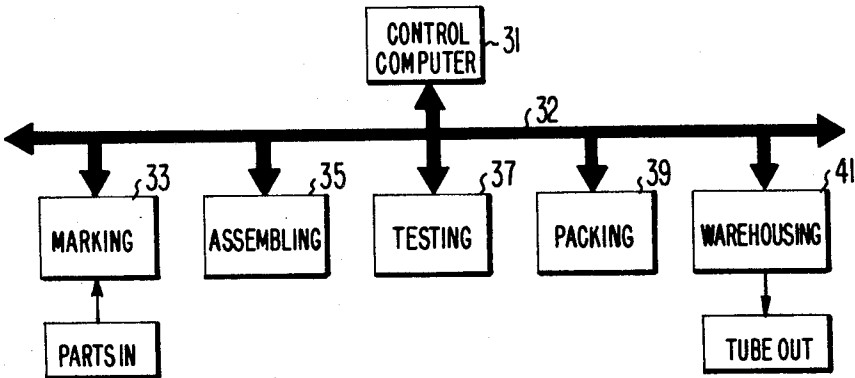 CONTROL
COMPUTER
31
32
33
35
37
39
41
MARKING
ASSEMBLING
TESTING
PACKING
WAREHOUSING
PARTS IN
TUBE OUT